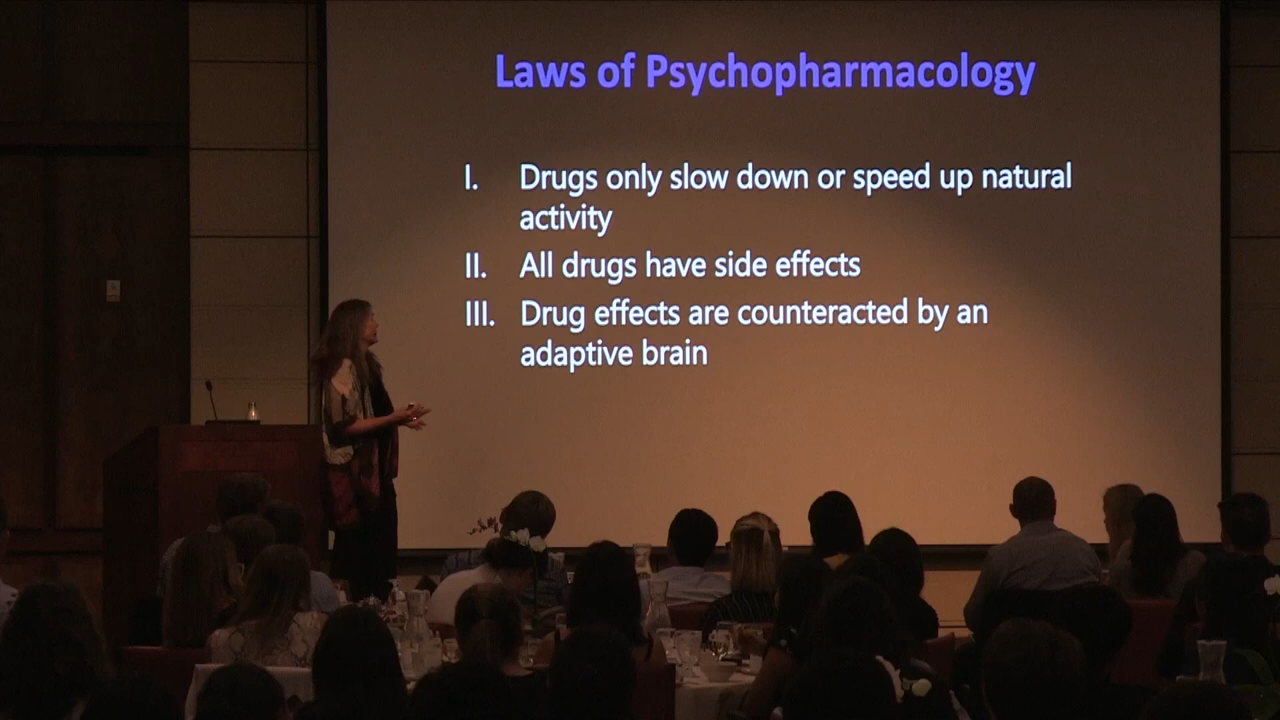 Laws of Psychopharmacology
I. Drugs only slow down or speed up natural
activity
II. All drugs have side effects
III. Drug effects are counteracted by an
adaptive brain